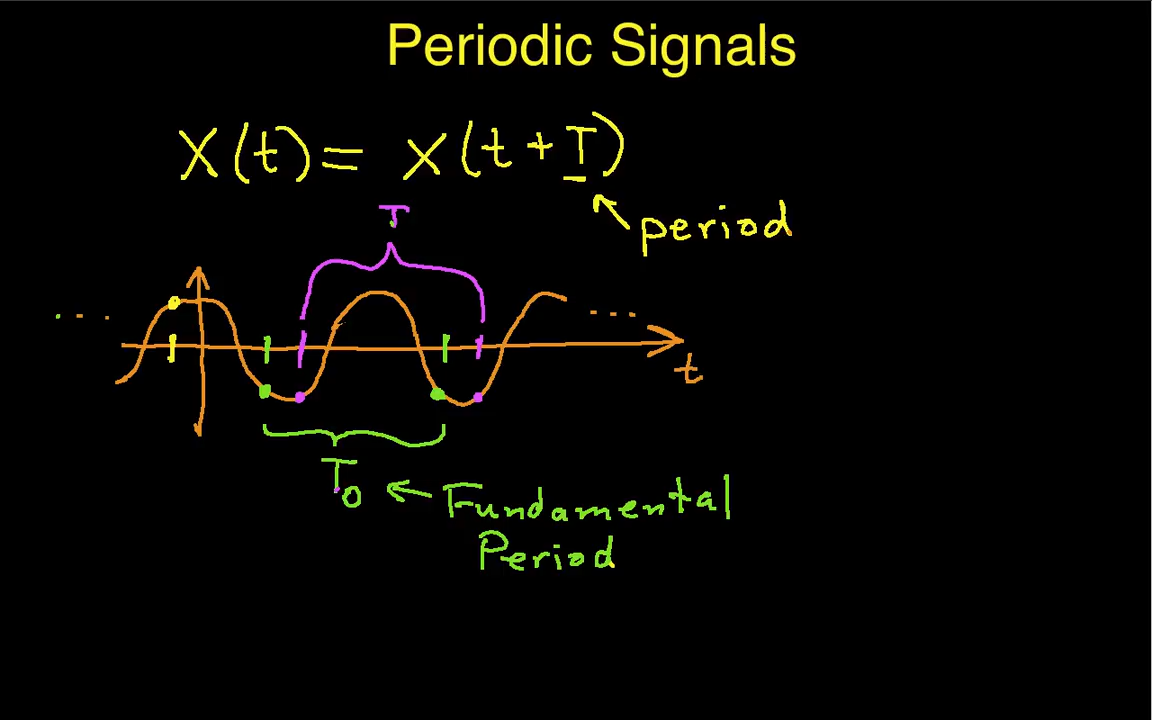 Periodic Signals
X(t) = X(t+T)
period
T
... ...
t
T₀ ← Fundamental
Period